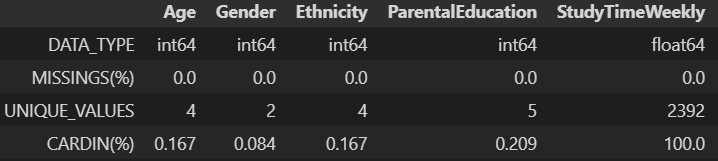 Age Gender Ethnicity ParentalEducation StudyTimeWeekly
DATA_TYPE int64 int64 int64 int64 float64
MISSINGS(%) 0.0 0.0 0.0 0.0 0.0
UNIQUE_VALUES 4 2 4 5 2392
CARDIN(%) 0.167 0.084 0.167 0.209 100.0